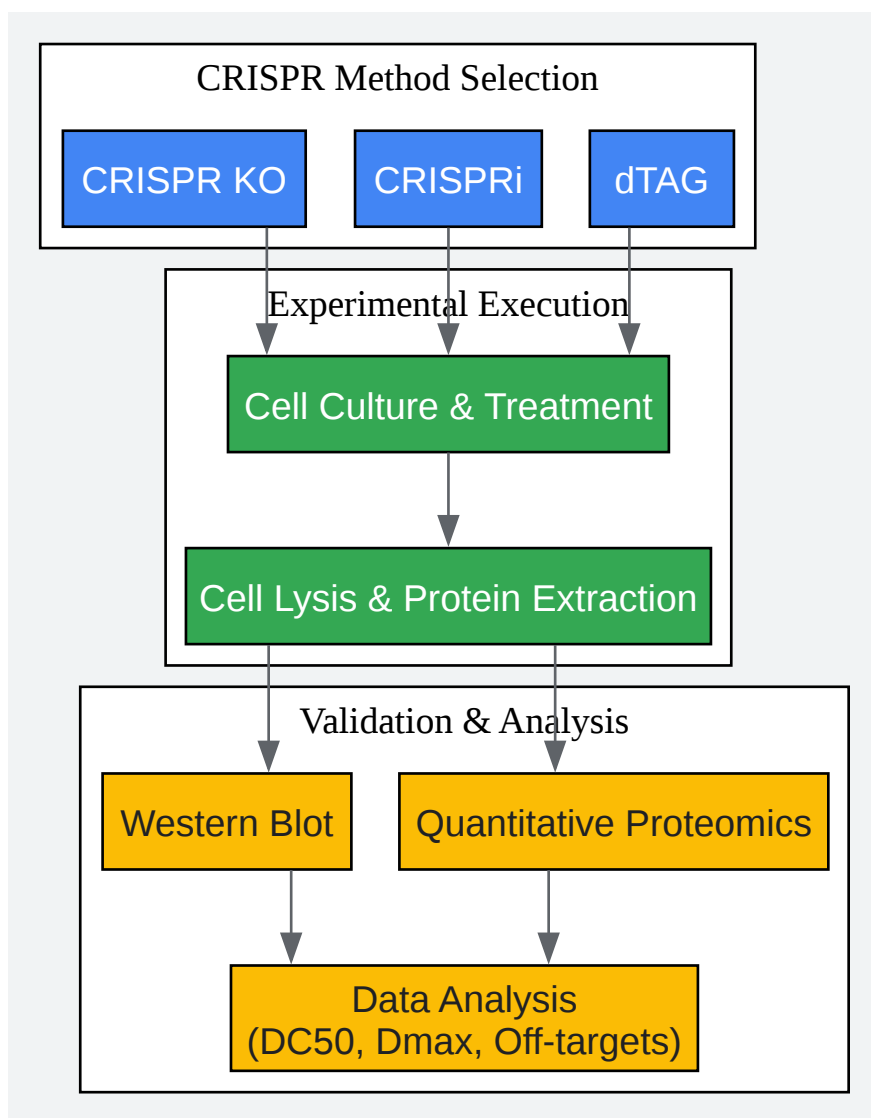 CRISPR Method Selection
CRISPR KO
CRISPRi
dTAG
Experimental Execution
Cell Culture & Treatment
Cell Lysis & Protein Extraction
Validation & Analysis
Western Blot
Quantitative Proteomics
Data Analysis
(DC50, Dmax, Off-targets)